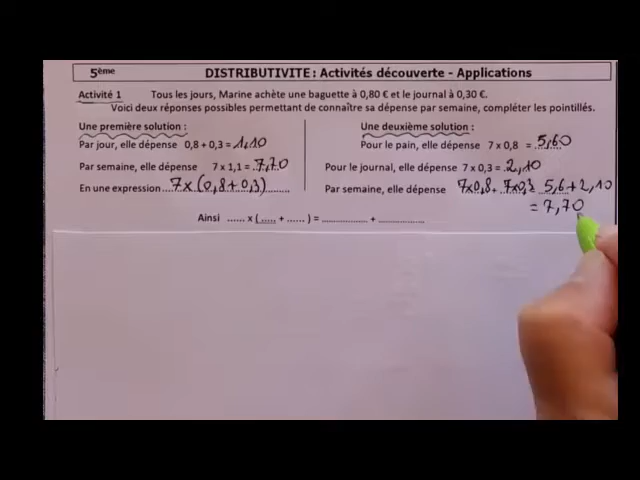 5ème DISTRIBUTIVITE : Activités découverte - Applications
Activité 1 Tous les jours, Marine achète une baguette à 0,80 € et le journal à 0,30 €.
Voici deux réponses possibles permettant de connaître sa dépense par semaine, compléter les pointillés.
Une première solution :
Par jour, elle dépense 0,8 + 0,3 = 1,10
Par semaine, elle dépense 7 x 1,1 = 7,70
En une expression 7x(0,8+0,3)
Une deuxième solution :
Pour le pain, elle dépense 7 x 0,8 = 5,60
Pour le journal, elle dépense 7 x 0,3 = 2,10
Par semaine, elle dépense 7x0,8 + 7x0,3 5,6+2,10
= 7,70
Ainsi ...... x ( ..... + ...... ) = ................ + ................